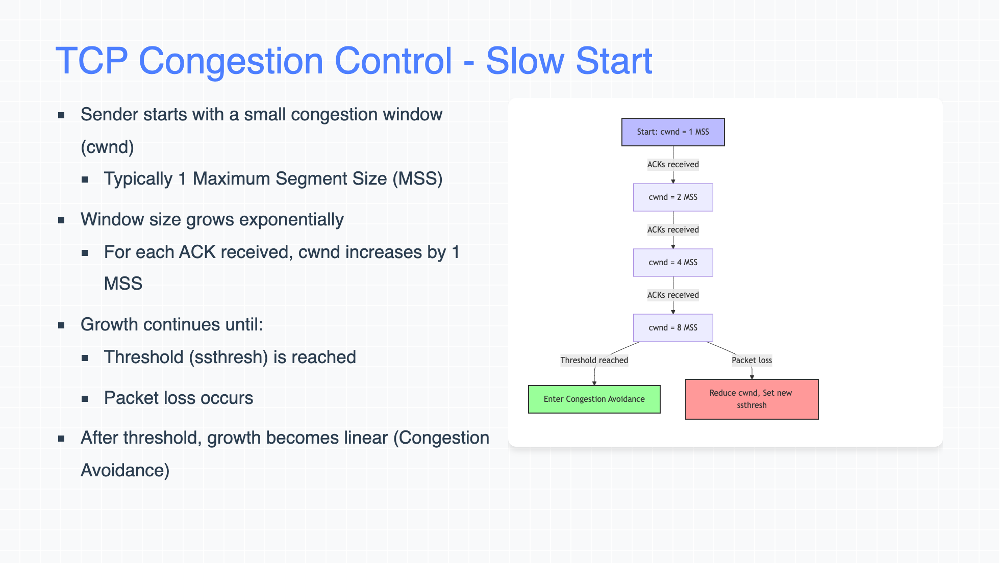 TCP Congestion Control - Slow Start
Sender starts with a small congestion window
(cwnd)
Typically 1 Maximum Segment Size (MSS)
Window size grows exponentially
For each ACK received, cwnd increases by 1
MSS
Growth continues until:
Threshold (ssthresh) is reached
Packet loss occurs
After threshold, growth becomes linear (Congestion
Avoidance)
Start: cwnd = 1 MSS
ACKs received
cwnd = 2 MSS
ACKs received
cwnd = 4 MSS
ACKs received
cwnd = 8 MSS
Threshold reached
Packet loss
Enter Congestion Avoidance
Reduce cwnd, Set new
ssthresh